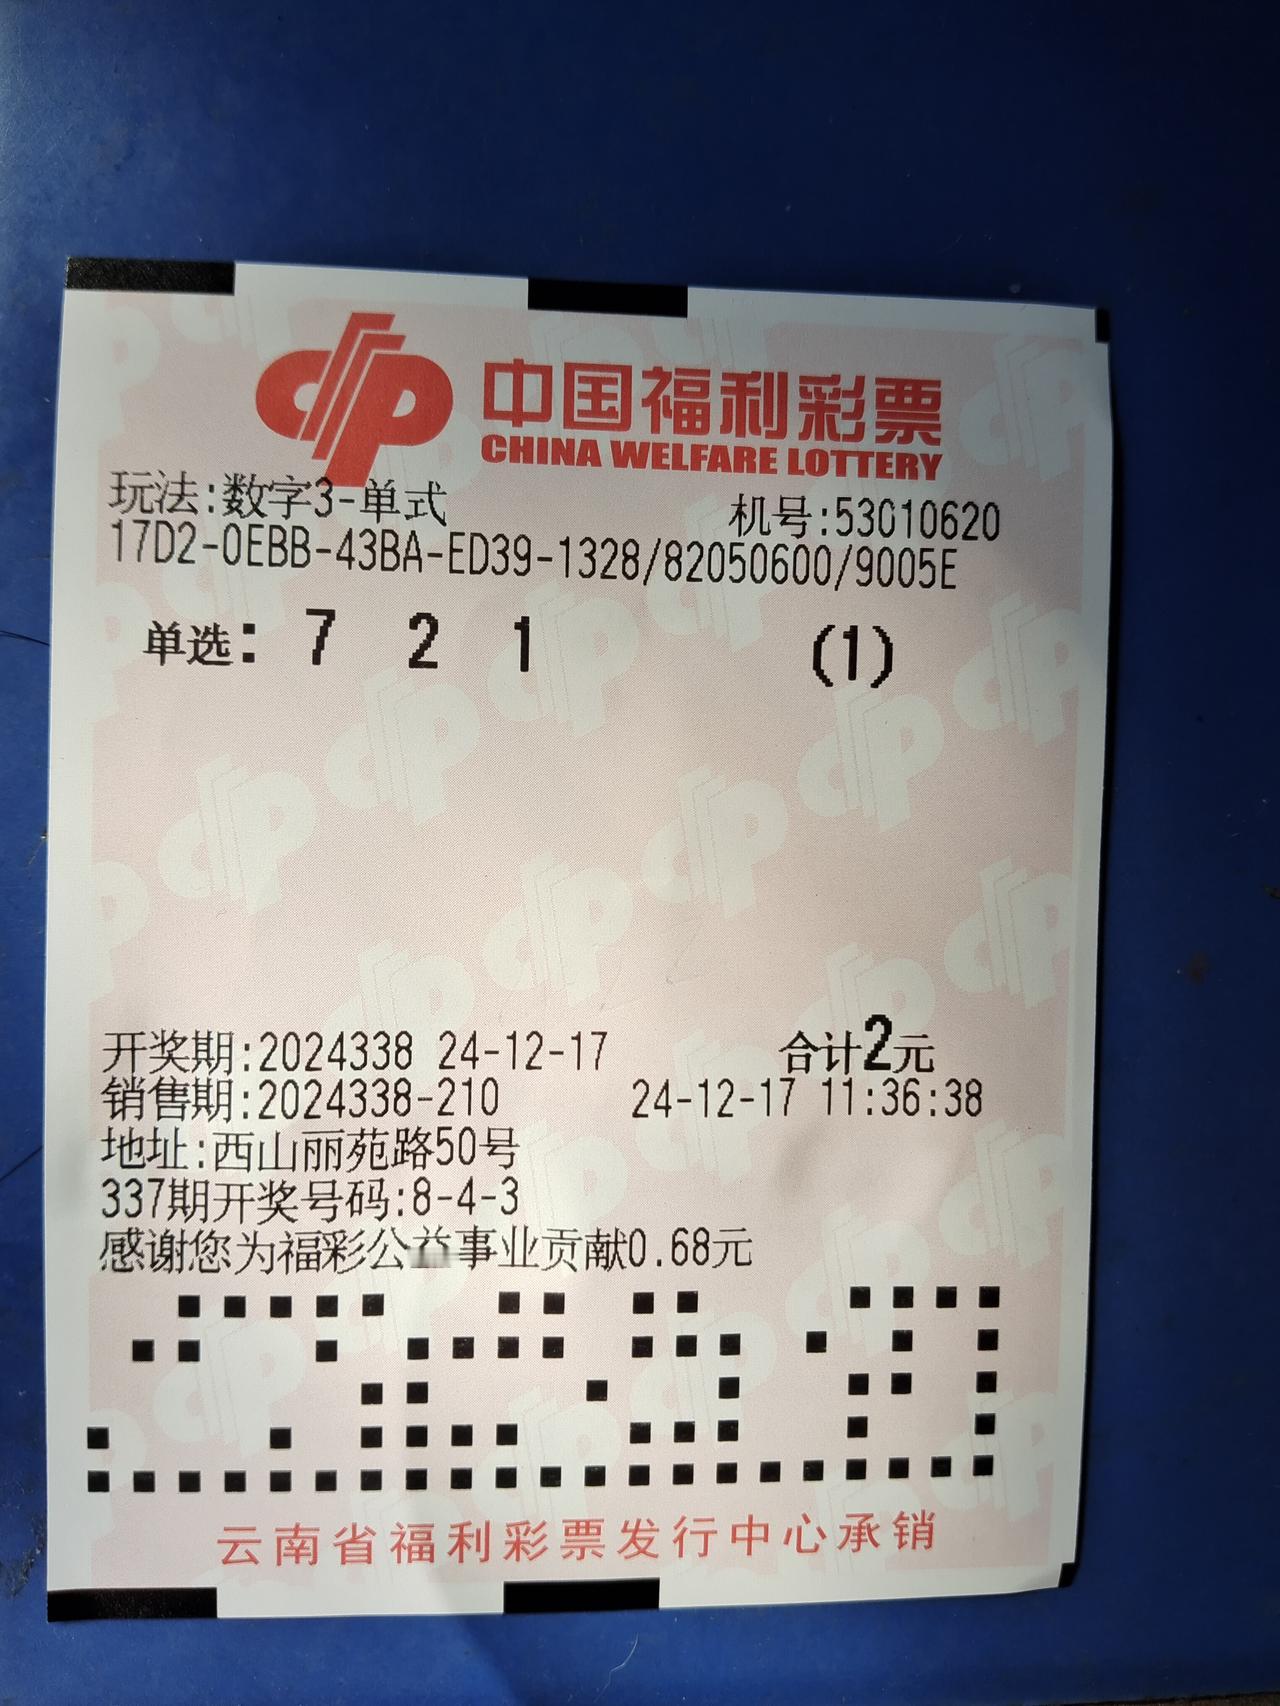 中国福利彩票
CHINA WELFARE LOTTERY
玩法:数字3-单式 机号:53010620
17D2-0EBB-43BA-ED39-1328/82050600/9005E
单选: 7 2 1 (1)
开奖期:2024338 24-12-17 合计2元
销售期:2024338-210 24-12-17 11:36:38
地址:西山丽苑路50号
337期开奖号码:8-4-3
感谢您为福彩公益事业贡献0.68元
云南省福利彩票发行中心承销